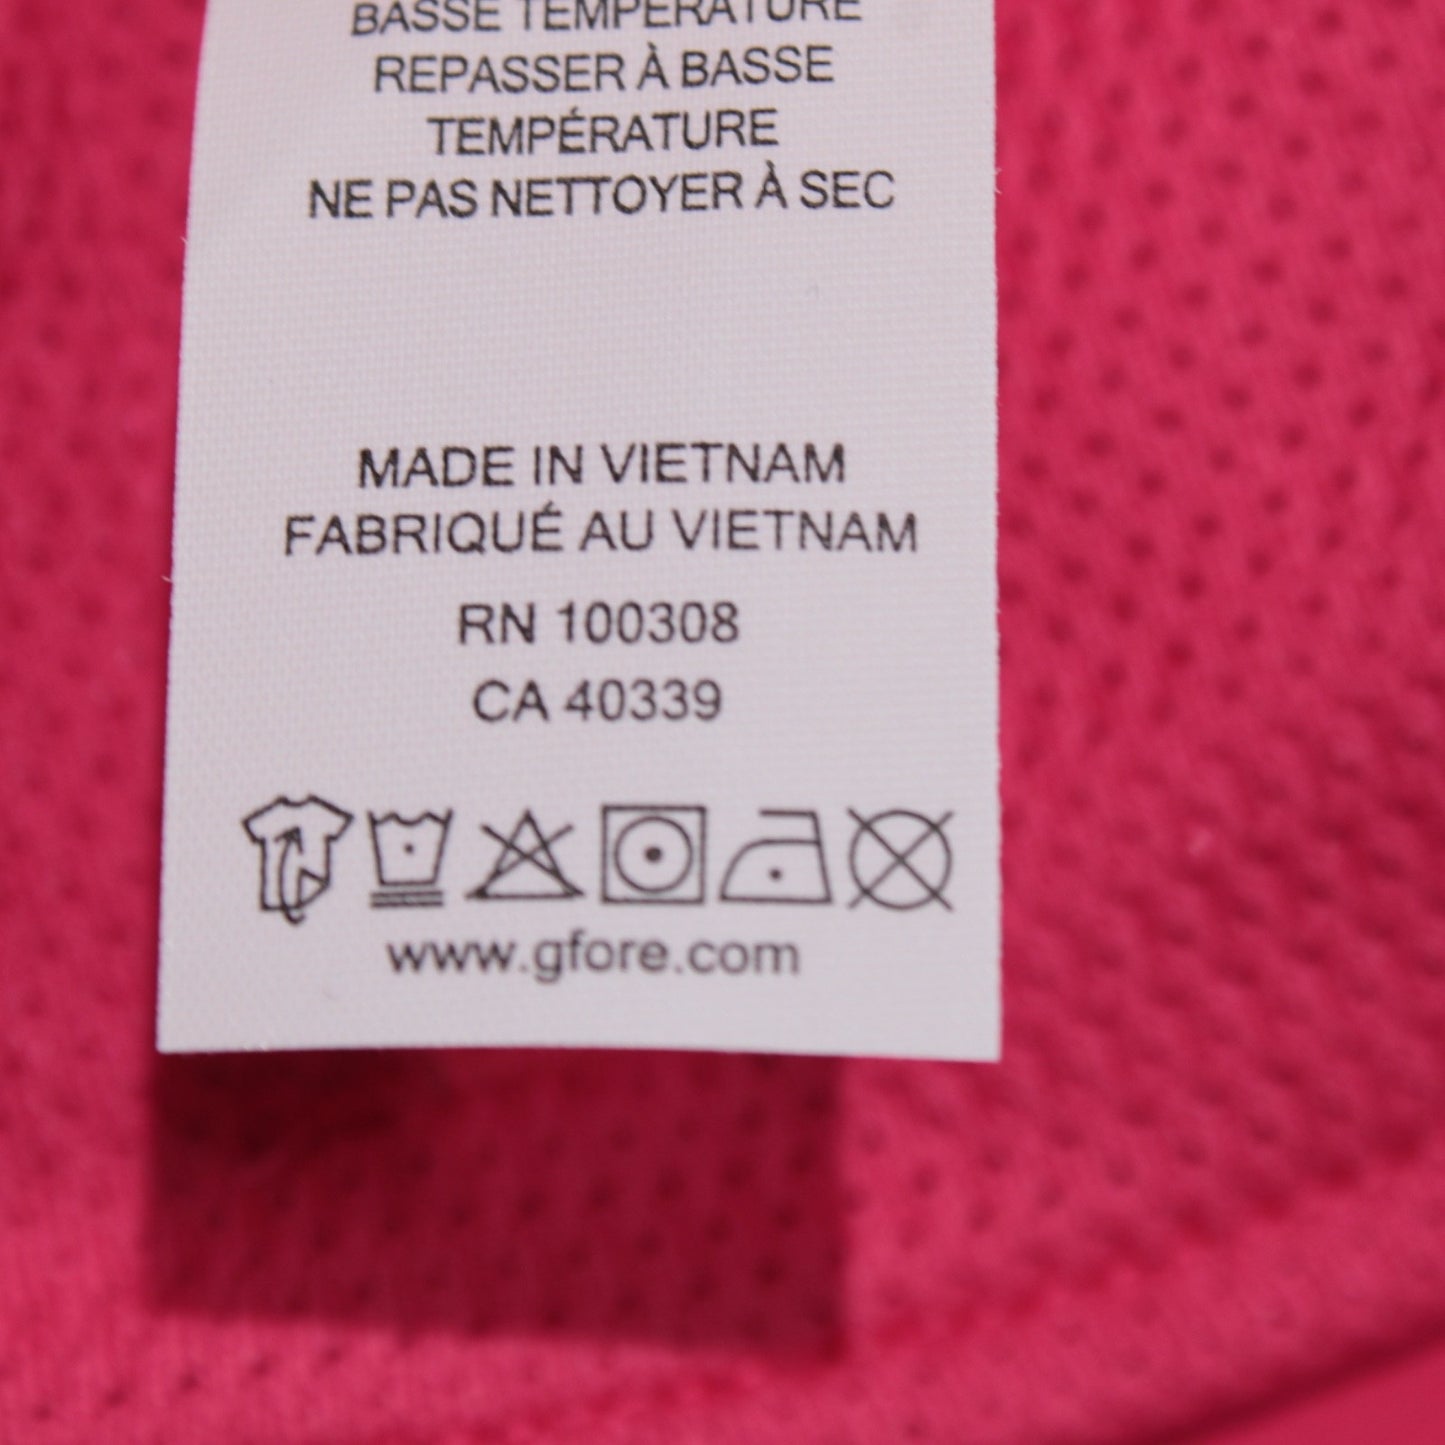 BASSE TEMPÉRATURE
REPASSER À BASSE
TEMPÉRATURE
NE PAS NETTOYER À SEC
MADE IN VIETNAM
FABRIQUÉ AU VIETNAM
RN 100308
CA 40339
www.gfore.com